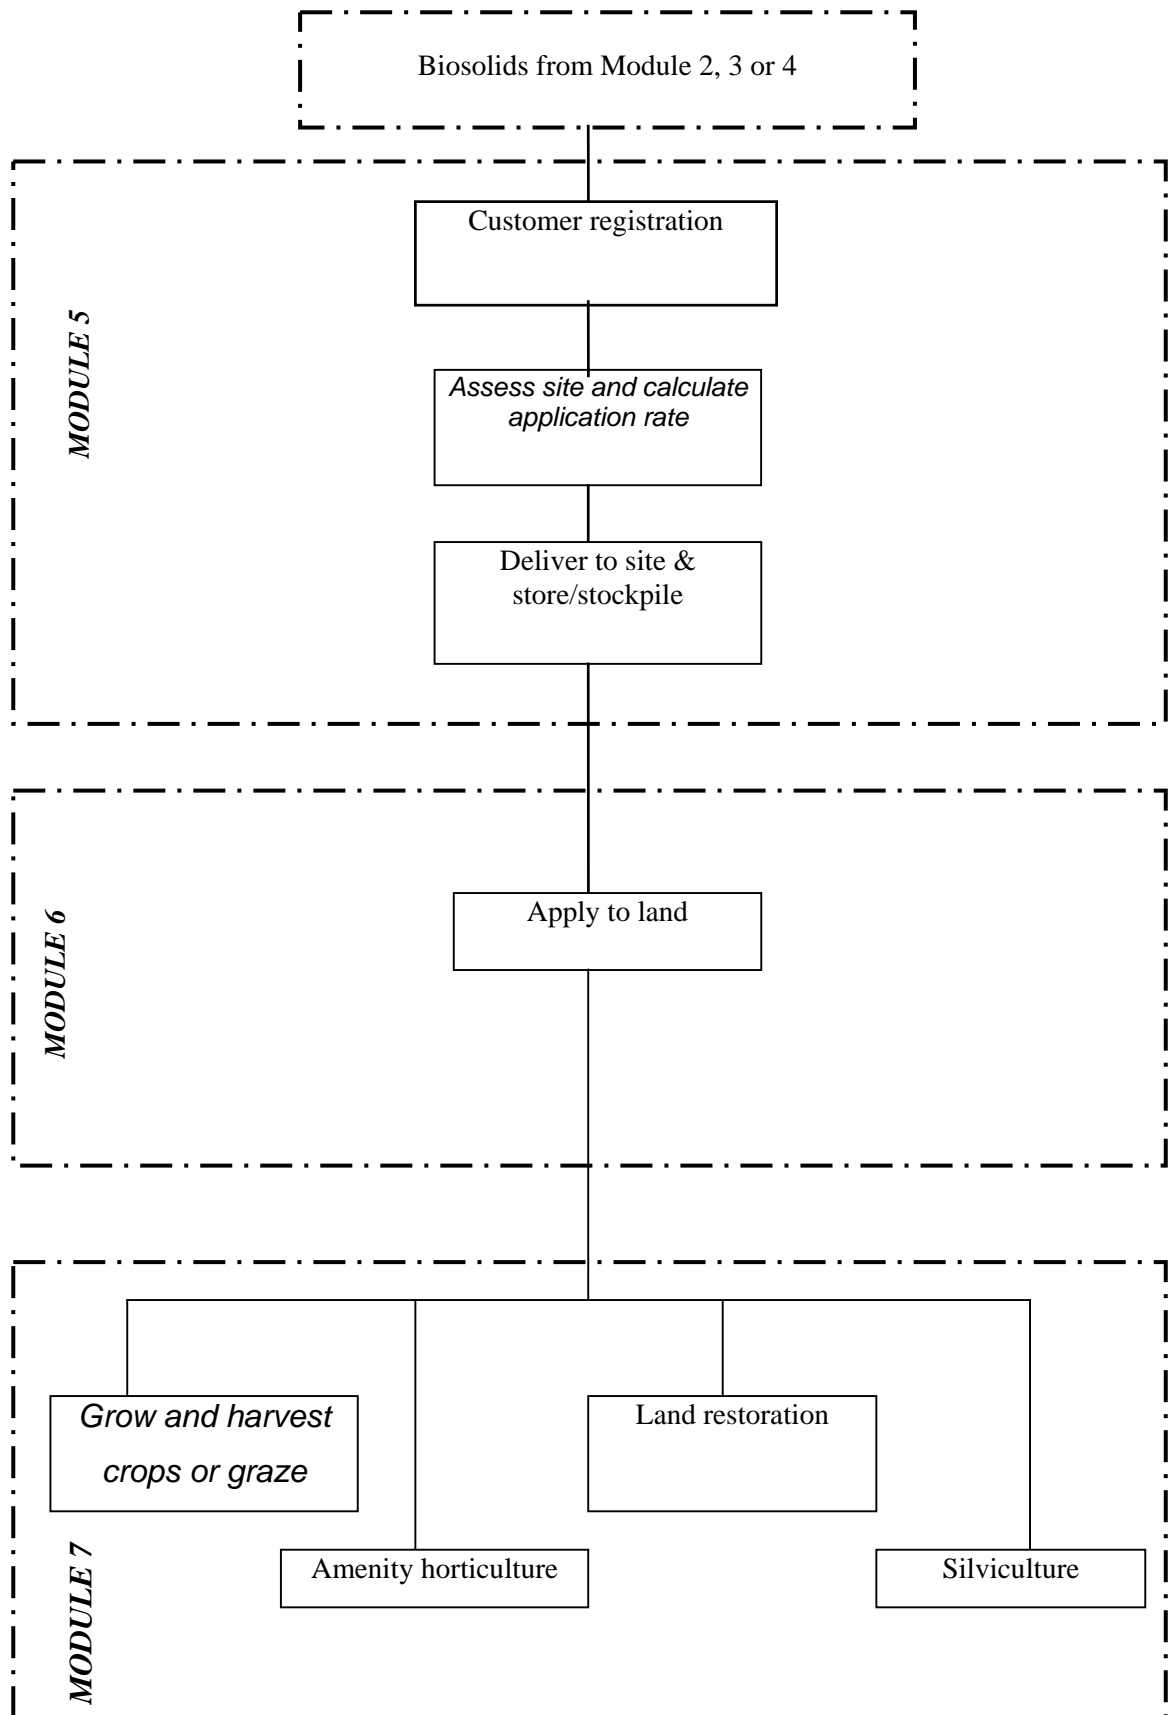 Biosolids from Module 2, 3 or 4
MODULE 5
Customer registration
Assess site and calculate
application rate
Deliver to site &
store/stockpile
MODULE 6
Apply to land
MODULE 7
Grow and harvest
crops or graze
Land restoration
Amenity horticulture
Silviculture